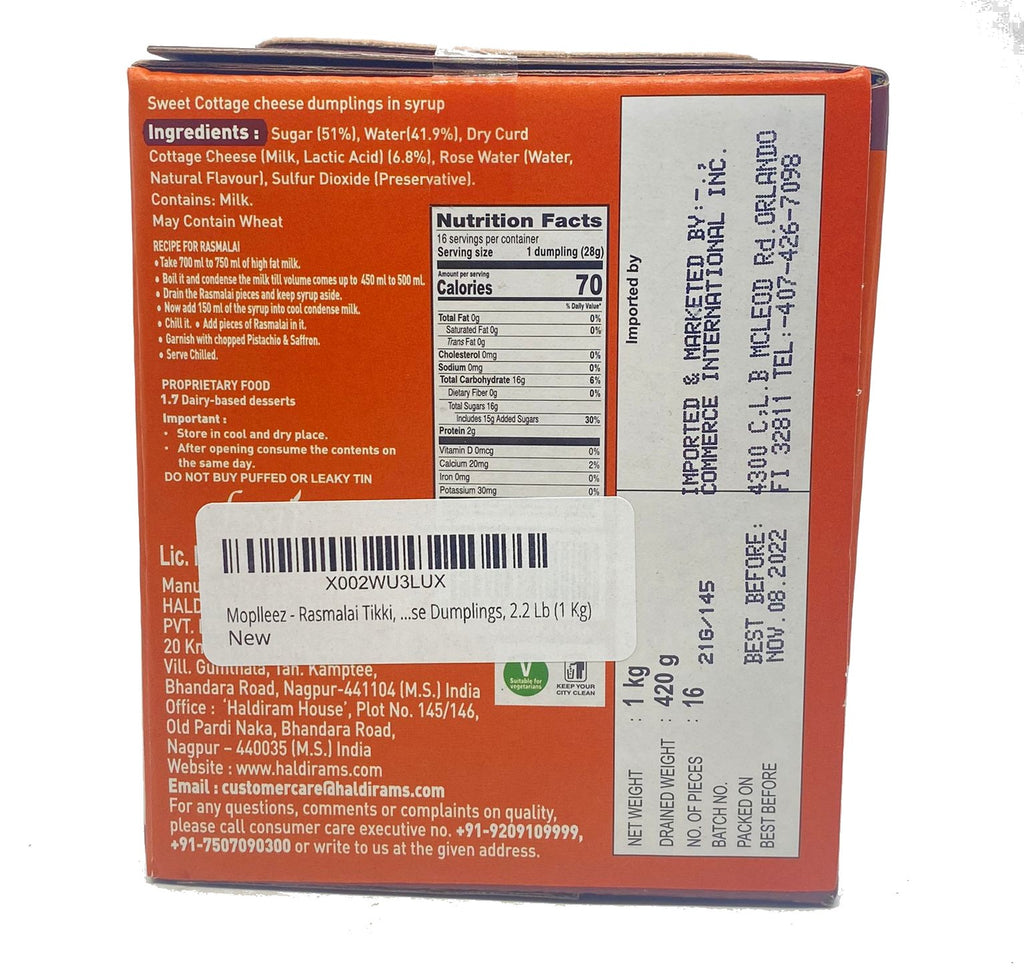 Sweet Cottage cheese dumplings in syrup
Ingredients : Sugar (51%), Water(41.9%), Dry Curd
Cottage Cheese (Milk, Lactic Acid) (6.8%), Rose Water (Water,
Natural Flavour), Sulfur Dioxide (Preservative).
Contains: Milk.
May Contain Wheat
RECIPE FOR RASMALAI
• Take 700 ml to 750 ml of high fat milk.
• Boil it and condense the milk till volume comes up to 450 ml to 500 ml.
• Drain the Rasmalai pieces and keep syrup aside.
• Now add 150 ml of the syrup into cool condense milk.
• Chill it. • Add pieces of Rasmalai in it.
• Garnish with chopped Pistachio & Saffron.
• Serve Chilled.
PROPRIETARY FOOD
1.7 Dairy-based desserts
Important :
• Store in cool and dry place.
• After opening consume the contents on
the same day.
DO NOT BUY PUFFED OR LEAKY TIN
Lic.
Manu
HALD
PVT.
20 Km
Vill. Gumthala, Tah. Kamptee,
Bhandara Road, Nagpur-441104 (M.S.) India
Office : 'Haldiram House', Plot No. 145/146,
Old Pardi Naka, Bhandara Road,
Nagpur – 440035 (M.S.) India
Website : www.haldirams.com
Email : customercare@haldirams.com
For any questions, comments or complaints on quality,
please call consumer care executive no. +91-9209109999,
+91-7507090300 or write to us at the given address.
Nutrition Facts
16 servings per container
Serving size 1 dumpling (28g)
Amount per serving
Calories 70
% Daily Value*
Total Fat 0g 0%
Saturated Fat 0g 0%
Trans Fat 0g
Cholesterol 0mg 0%
Sodium 0mg 0%
Total Carbohydrate 16g 6%
Dietary Fiber 0g 0%
Total Sugars 16g
Includes 15g Added Sugars 30%
Protein 2g
Vitamin D 0mcg 0%
Calcium 20mg 2%
Iron 0mg 0%
Potassium 30mg 0%
X002WU3LUX
Moplleez - Rasmalai Tikki, ...se Dumplings, 2.2 Lb (1 Kg)
New
V
Suitable for
vegetarians
KEEP YOUR
CITY CLEAN
Imported by
IMPORTED & MARKETED BY:-.;
COMMERCE INTERNATIONAL INC.
4300 C,L.B MCLEOD Rd.ORLANDO
Fl 32811 TEL:-407-426-7098
NET WEIGHT : 1 kg
DRAINED WEIGHT : 420 g
NO. OF PIECES : 16
BATCH NO. 21G/145
PACKED ON
BEST BEFORE
BEST BEFORE:
NOV.08.2022